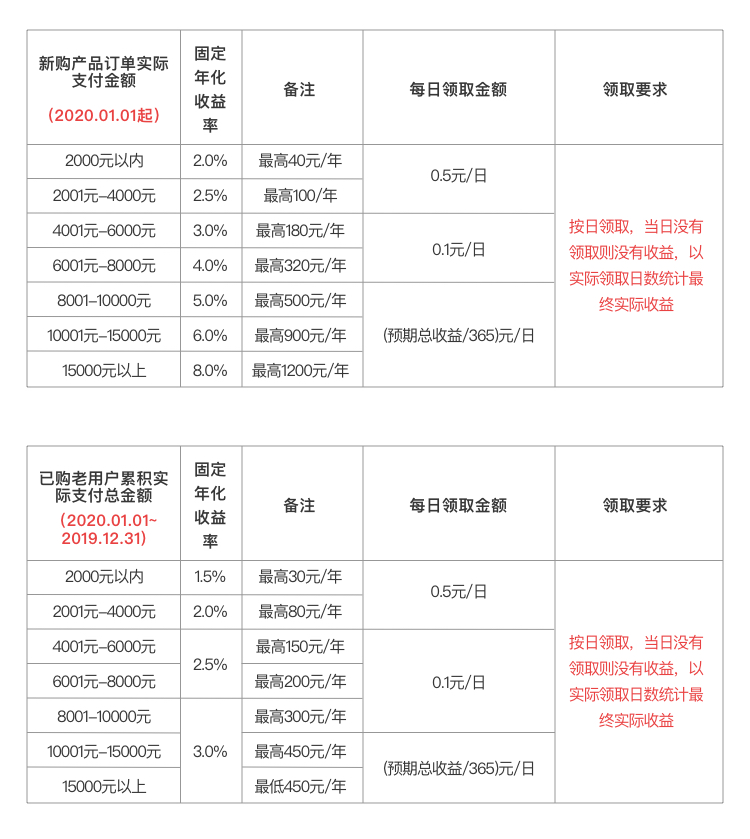 新购产品订单实际
支付金额
（2020.01.01起）
固定
年化
收益
率
备注
每日领取金额
领取要求
2000元以内
2.0%
最高40元/年
0.5元/日
2001元–4000元
2.5%
最高100/年
4001元–6000元
3.0%
最高180元/年
0.1元/日
6001元–8000元
4.0%
最高320元/年
8001–10000元
5.0%
最高500元/年
(预期总收益/365)元/日
10001元–15000元
6.0%
最高900元/年
15000元以上
8.0%
最高1200元/年
按日领取，当日没有
领取则没有收益，以
实际领取日数统计最
终实际收益
已购老用户累积实
际支付总金额
（2020.01.01~
2019.12.31）
固定
年化
收益
率
备注
每日领取金额
领取要求
2000元以内
1.5%
最高30元/年
0.5元/日
2001元–4000元
2.0%
最高80元/年
4001元–6000元
2.5%
最高150元/年
0.1元/日
6001元–8000元
最高200元/年
8001–10000元
3.0%
最高300元/年
10001元–15000元
最高450元/年
(预期总收益/365)元/日
15000元以上
最低450元/年
按日领取，当日没有
领取则没有收益，以
实际领取日数统计最
终实际收益